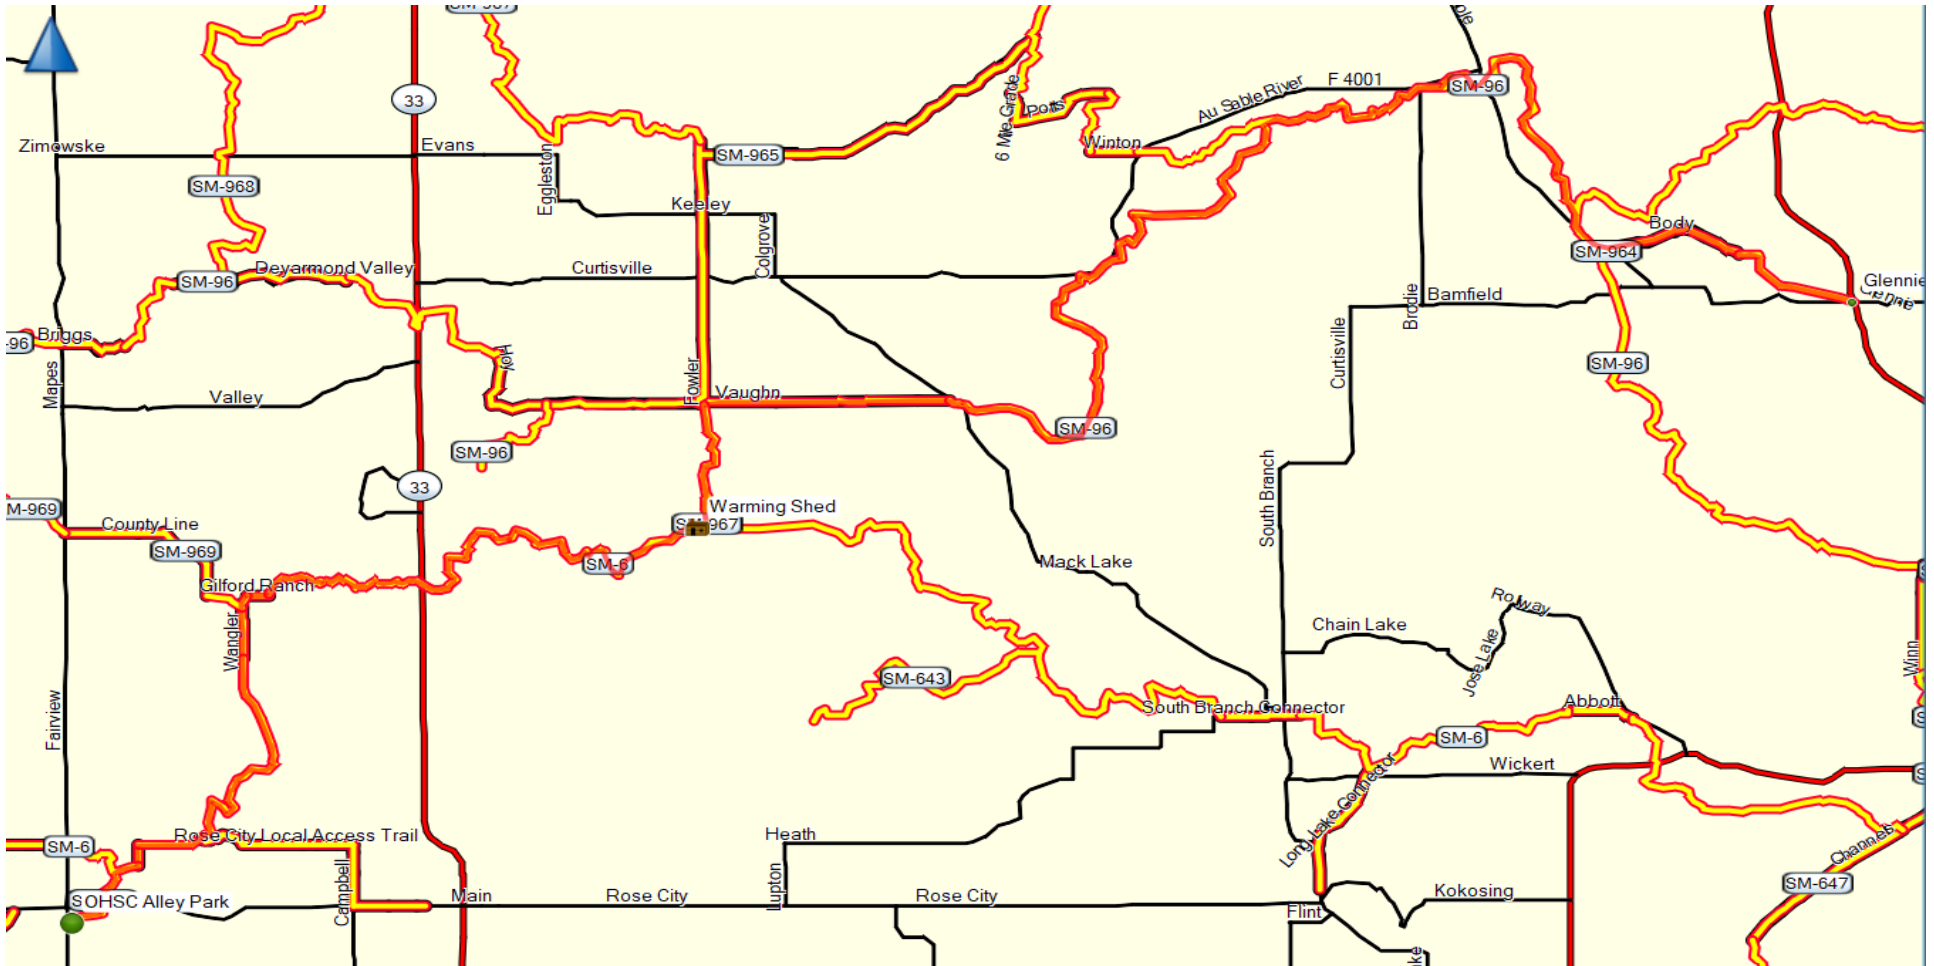 33
F 4001
SM-96
6 Mile Grade
Potts
Au Sable River
Zimowske
Evans
Eggleston
SM-965
Winton
SM-968
Keeley
Colgrove
Body
SM-964
Deyarmond Valley
SM-96
Curtisville
Glennie
Glennie
Bamfield
Brodie
Curtisville
-96
Briggs
Mapes
SM-96
Valley
Fowler
Vaughn
SM-96
SM-96
South Branch
33
Warming Shed
M-969
County Line
SM-969
SM-6
Mack Lake
Gilford Ranch
Wrangler
Chain Lake
Jose Lake
Winn
SM-643
Fairview
South Branch Connector
Abbott
SM-6
Wickert
Long Lake Connector
SM-6
Rose City Local Access Trail
Heath
Channels
SM-647
Campbell
Main
Rose City
Lupton
Rose City
Kokosing
SOHSC Alley Park
Flint